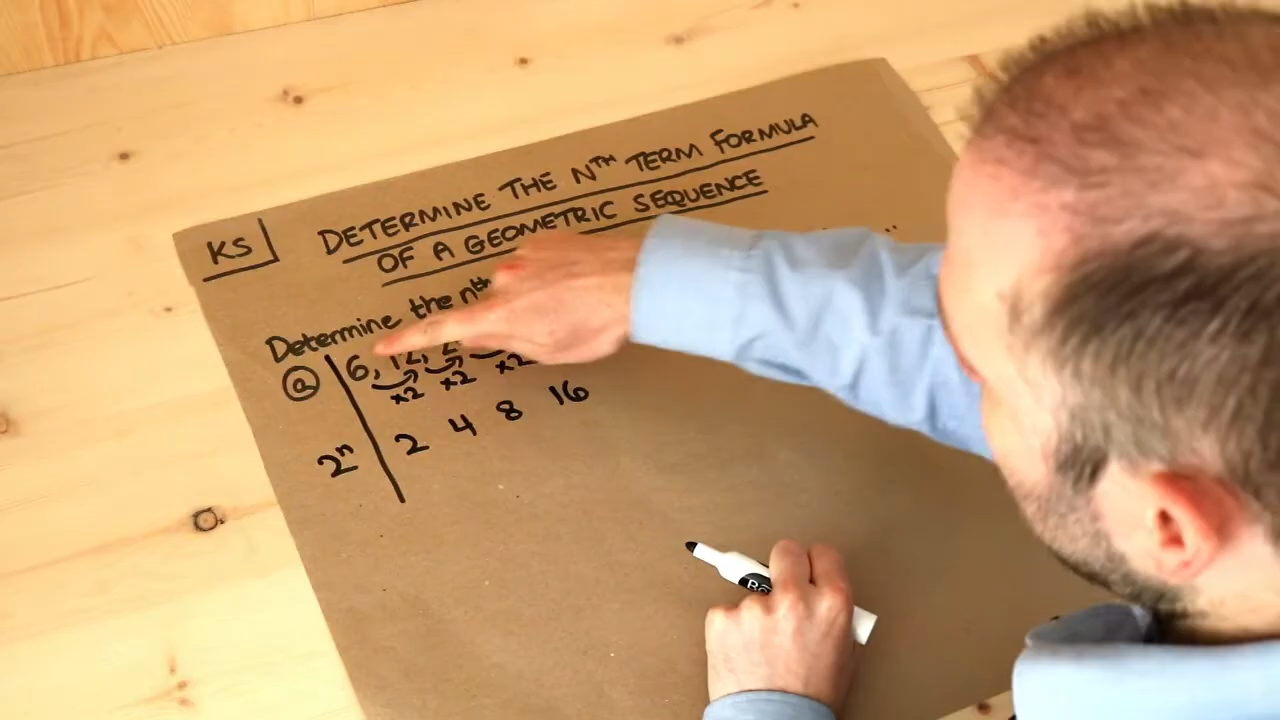 KS
DETERMINE THE NTH TERM FORMULA
OF A GEOMETRIC SEQUENCE
Determine the nth
a 6, 12, 2
×2 ×2 ×2
2ⁿ 2 4 8 16